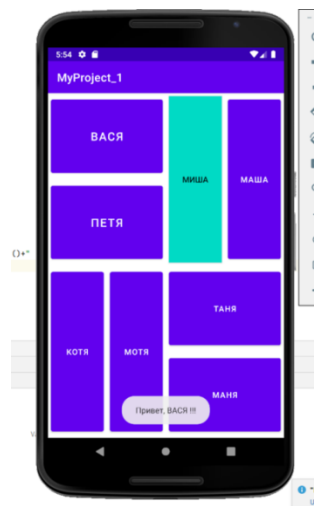 ()+"
5:54
MyProject_1
ВАСЯ
ПЕТЯ
МИША
МАША
КОТЯ
МОТЯ
ТАНЯ
МАНЯ
Привет, ВАСЯ !!!